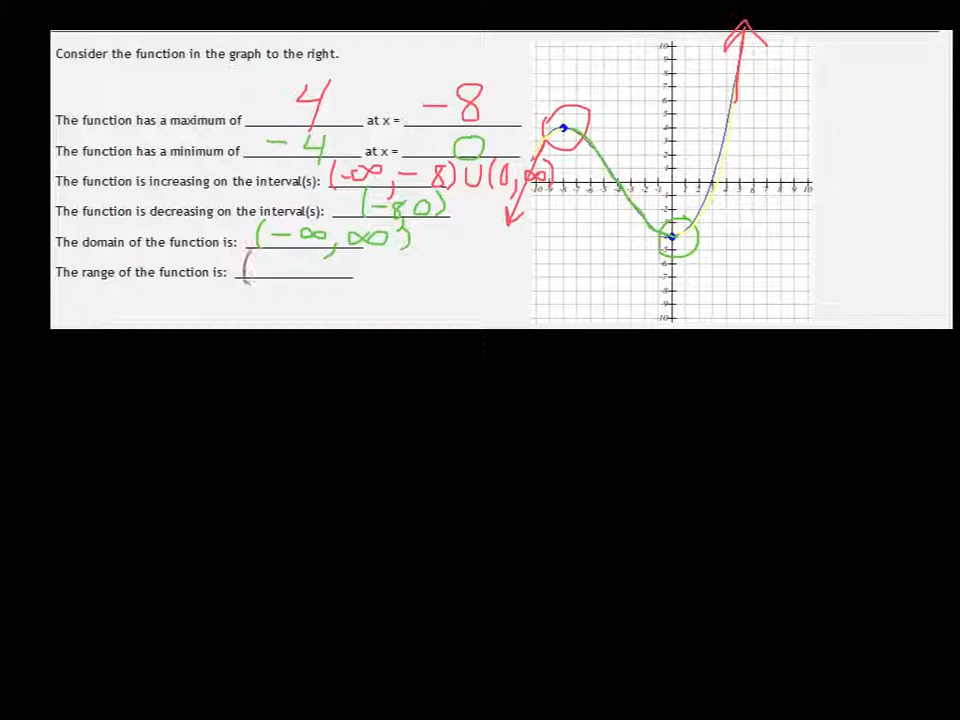 Consider the function in the graph to the right.
The function has a maximum of 4 at x = -8
The function has a minimum of -4 at x = 0
The function is increasing on the interval(s): (-∞, -8) U (0, ∞)
The function is decreasing on the interval(s): (-8 0)
The domain of the function is: (-∞, ∞)
The range of the function is: (